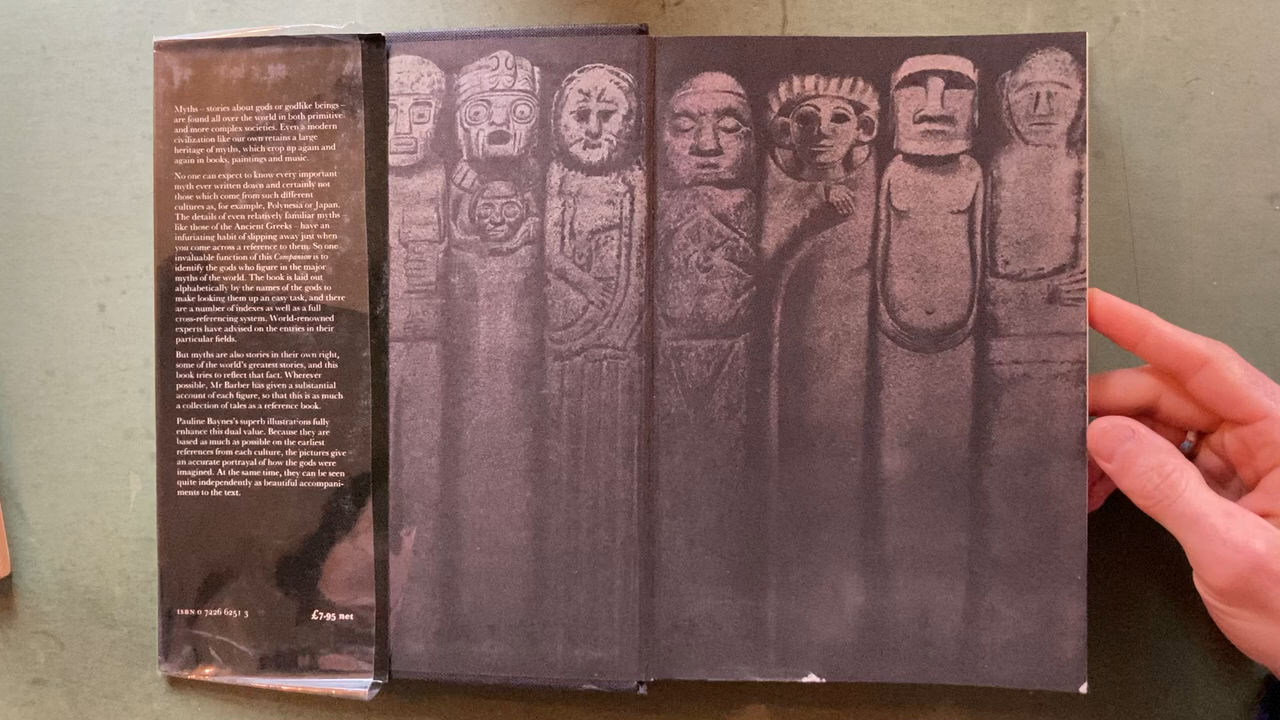 Myths – stories about gods or godlike beings –
are found all over the world in both primitive
and more complex societies. Even a modern
civilization like our own retains a large
heritage of myths, which crop up again and
again in books, paintings and music.
No one can expect to know every important
myth ever written down and certainly not
those which come from such different
cultures as, for example, Polynesia or Japan.
The details of even relatively familiar myths –
like those of the Ancient Greeks – have an
infuriating habit of slipping away just when
you come across a reference to them. So one
invaluable function of this Companion is to
identify the gods who figure in the major
myths of the world. The book is laid out
alphabetically by the names of the gods to
make looking them up an easy task, and there
are a number of indexes as well as a full
cross-referencing system. World-renowned
experts have advised on the entries in their
particular fields.
But myths are also stories in their own right,
some of the world's greatest stories, and this
book tries to reflect that fact. Wherever
possible, Mr Barber has given a substantial
account of each figure, so that this is as much
a collection of tales as a reference book.
Pauline Baynes's superb illustrations fully
enhance this dual value. Because they are
based as much as possible on the earliest
references from each culture, the pictures give
an accurate portrayal of how the gods were
imagined. At the same time, they can be seen
quite independently as beautiful accompani-
ments to the text.
ISBN 0 7226 6251 3
£7·95 net